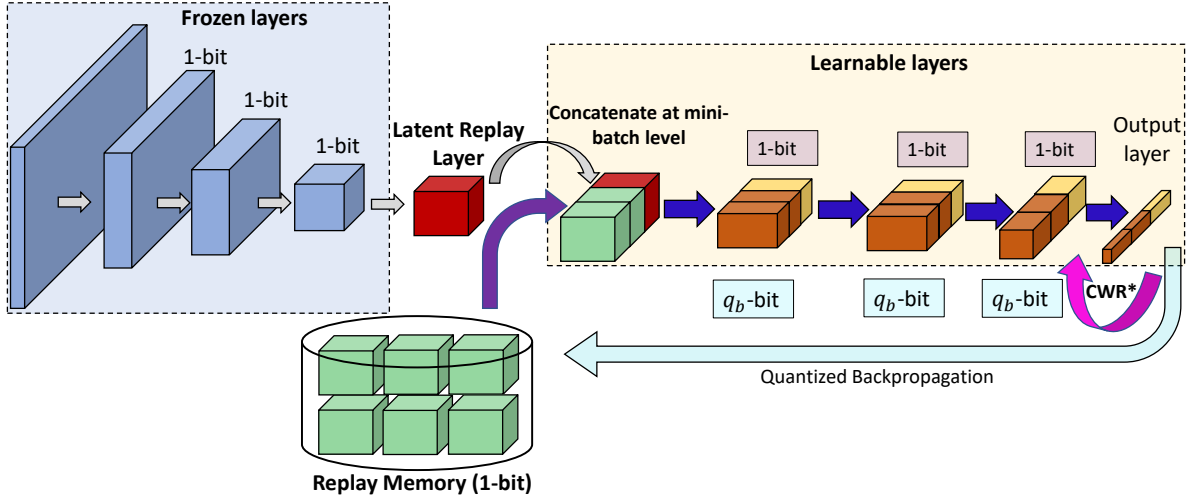 Frozen layers
1-bit
1-bit
1-bit
Latent Replay
Layer
Learnable layers
Concatenate at mini-
batch level
1-bit
1-bit
1-bit
Output
layer
q_b-bit
q_b-bit
q_b-bit
CWR*
Quantized Backpropagation
Replay Memory (1-bit)